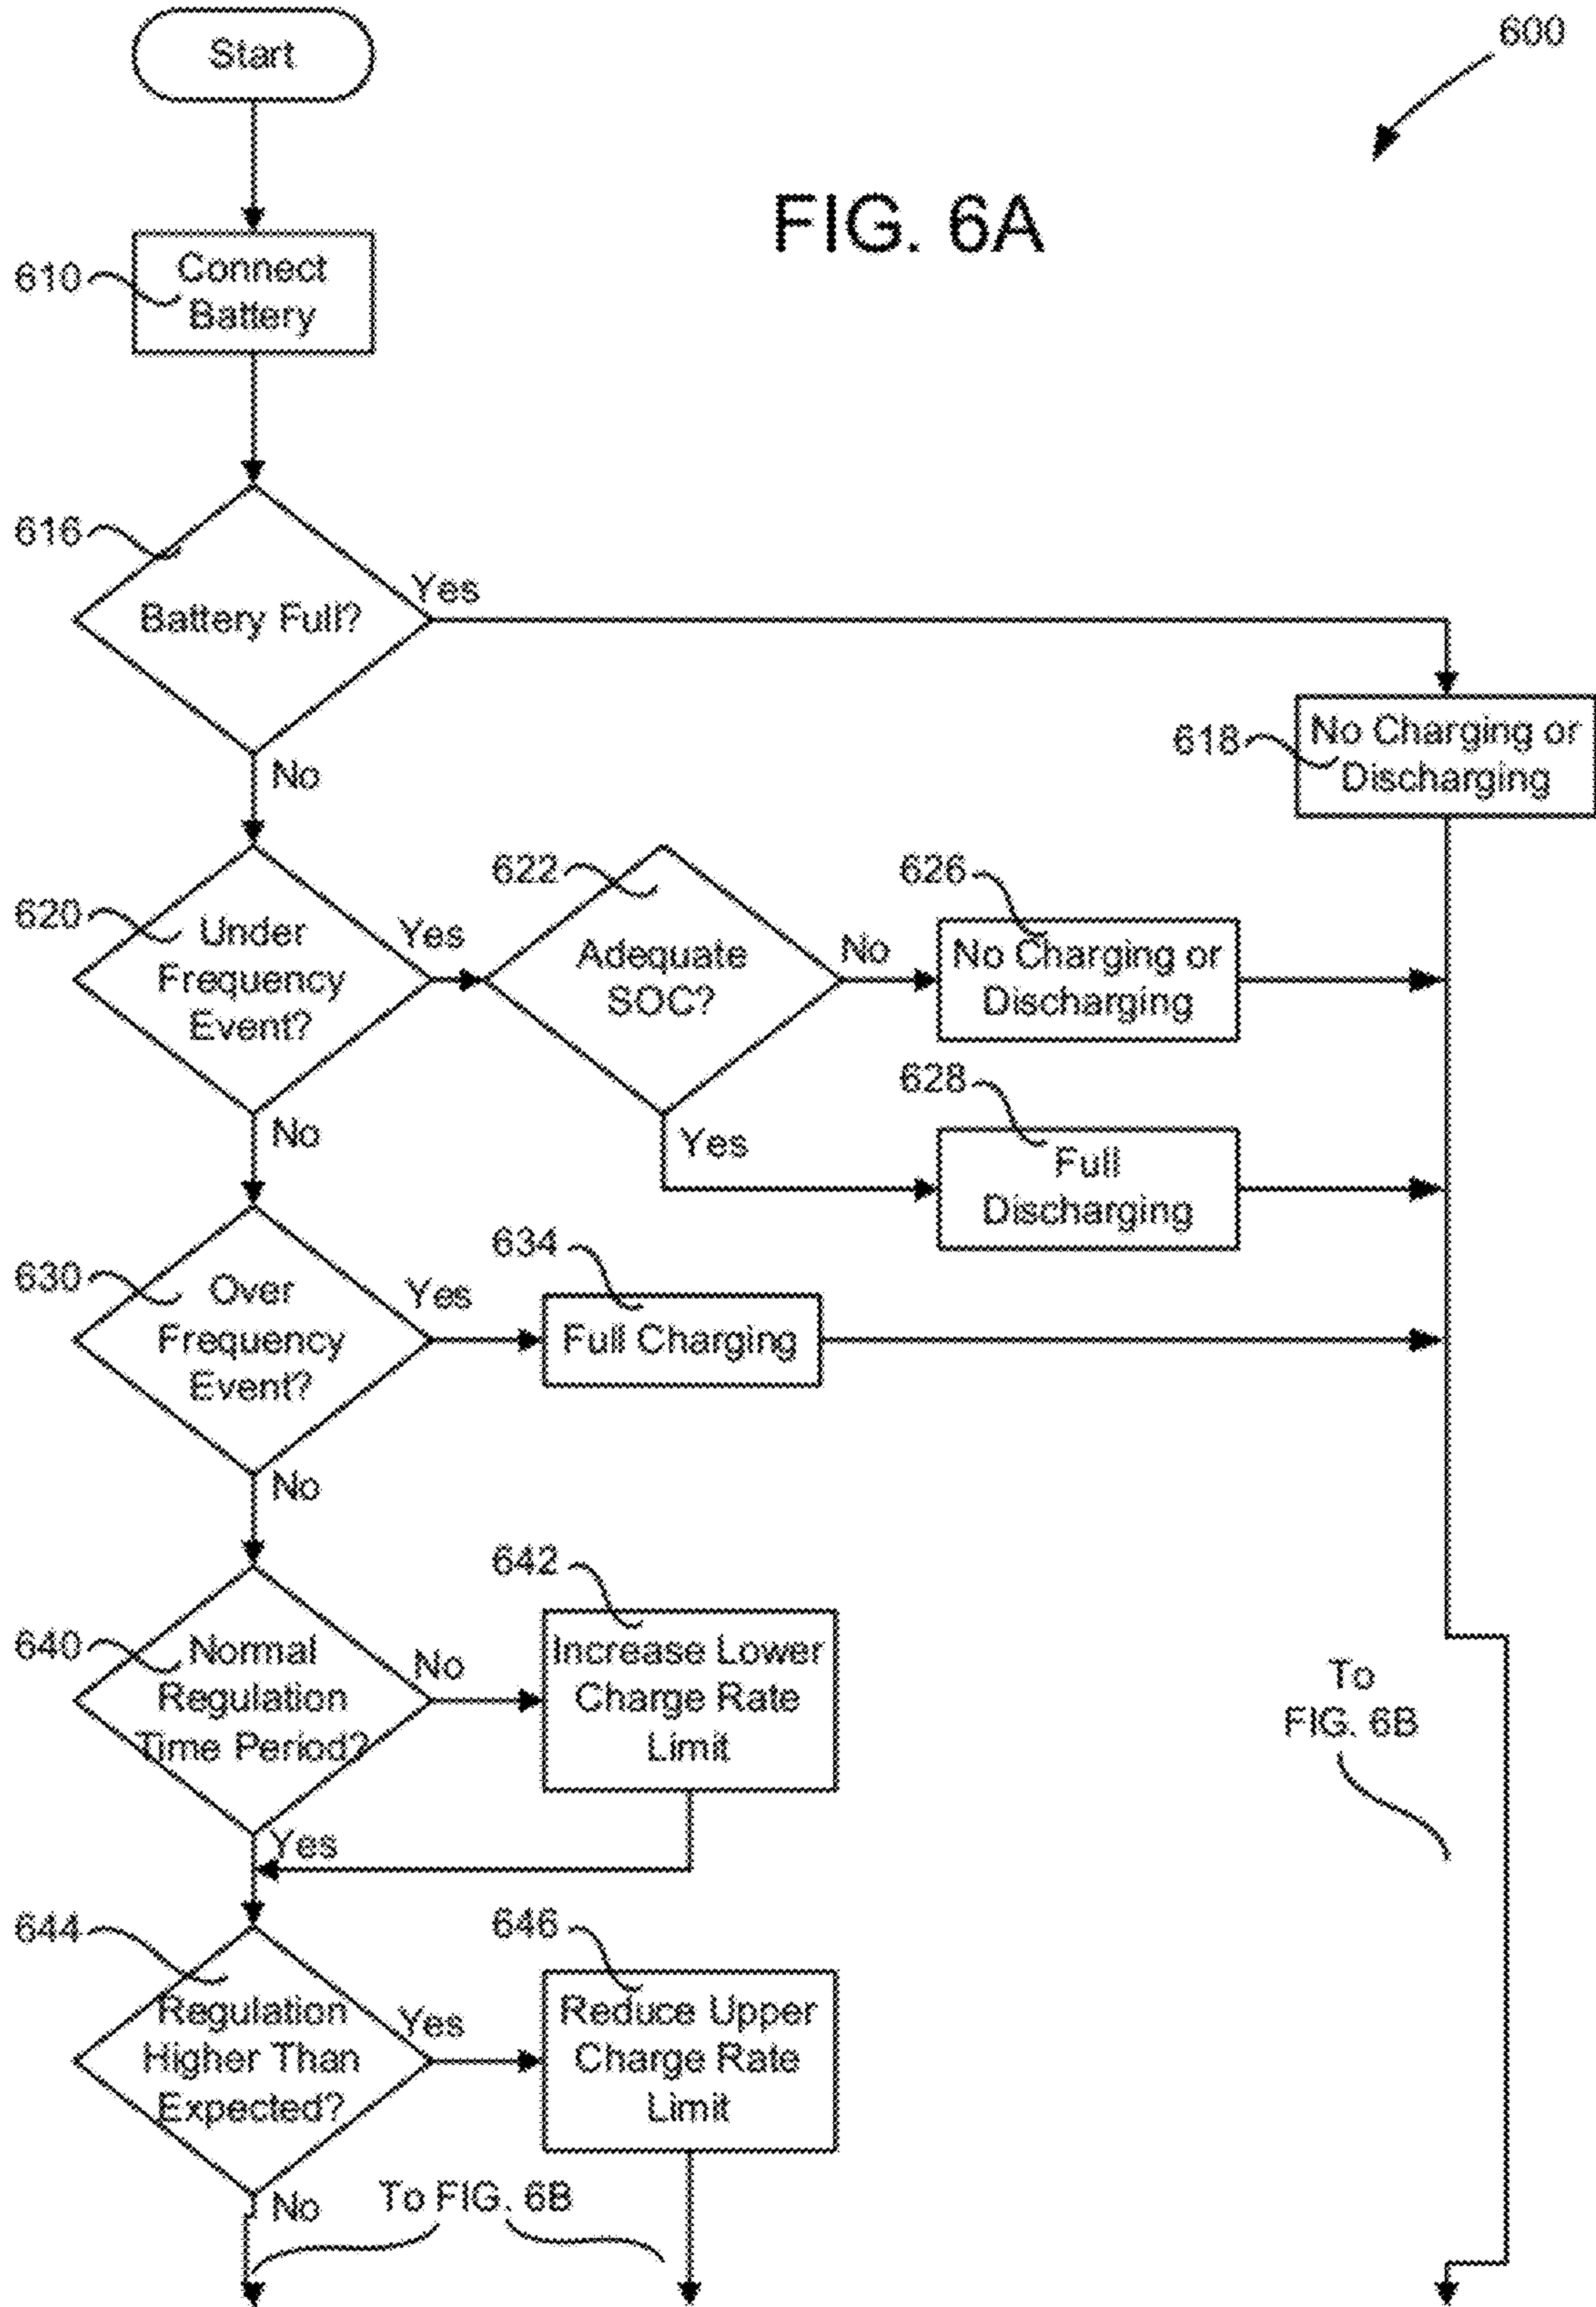 Start
600
FIG. 6A
610
Connect
Battery
616
Battery Full?
Yes
No
618
No Charging or
Discharging
620
Under
Frequency
Event?
Yes
No
622
Adequate
SOC?
No
Yes
626
No Charging or
Discharging
628
Full
Discharging
630
Over
Frequency
Event?
Yes
No
634
Full Charging
640
Normal
Regulation
Time Period?
No
Yes
642
Increase Lower
Charge Rate
Limit
To
FIG. 6B
644
Regulation
Higher Than
Expected?
Yes
No
646
Reduce Upper
Charge Rate
Limit
To FIG. 6B